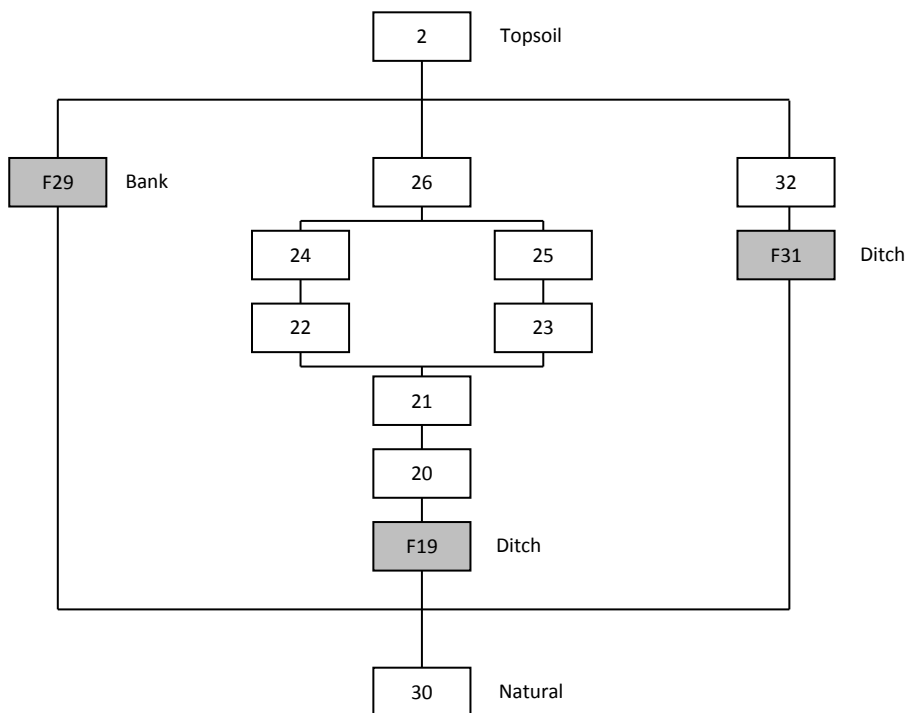 2 Topsoil
F29 Bank 26 32
24 25 F31 Ditch
22 23
21
20
F19 Ditch
30 Natural